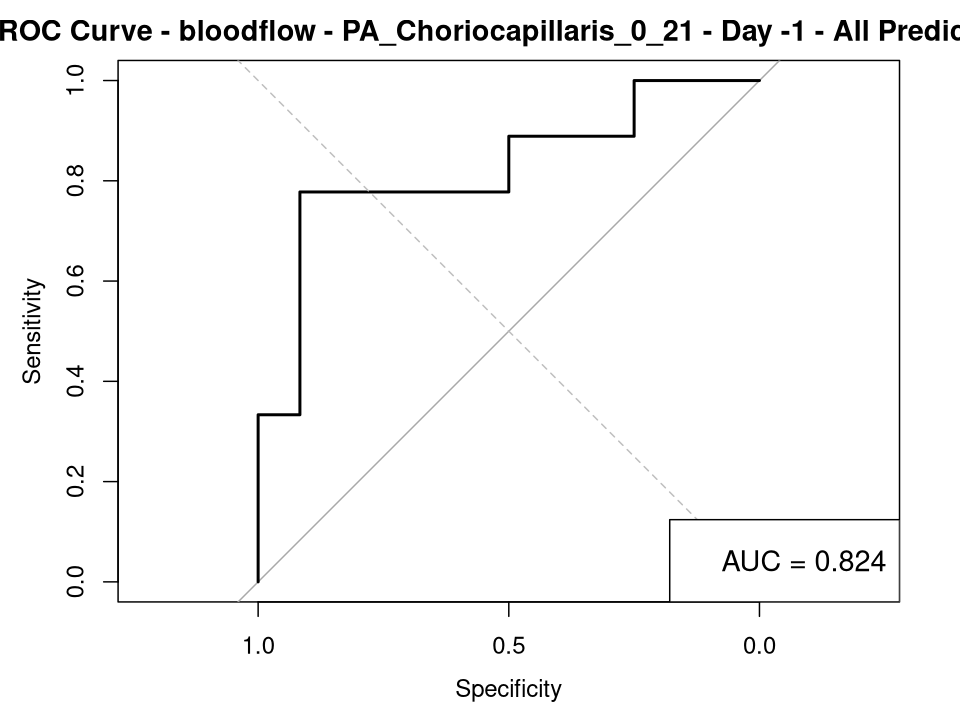 ROC Curve - bloodflow - PA_Choriocapillaris_0_21 - Day -1 - All Predic
1.0
0.8
0.6
0.4
0.2
0.0
Sensitivity
AUC = 0.824
1.0 0.5 0.0
Specificity